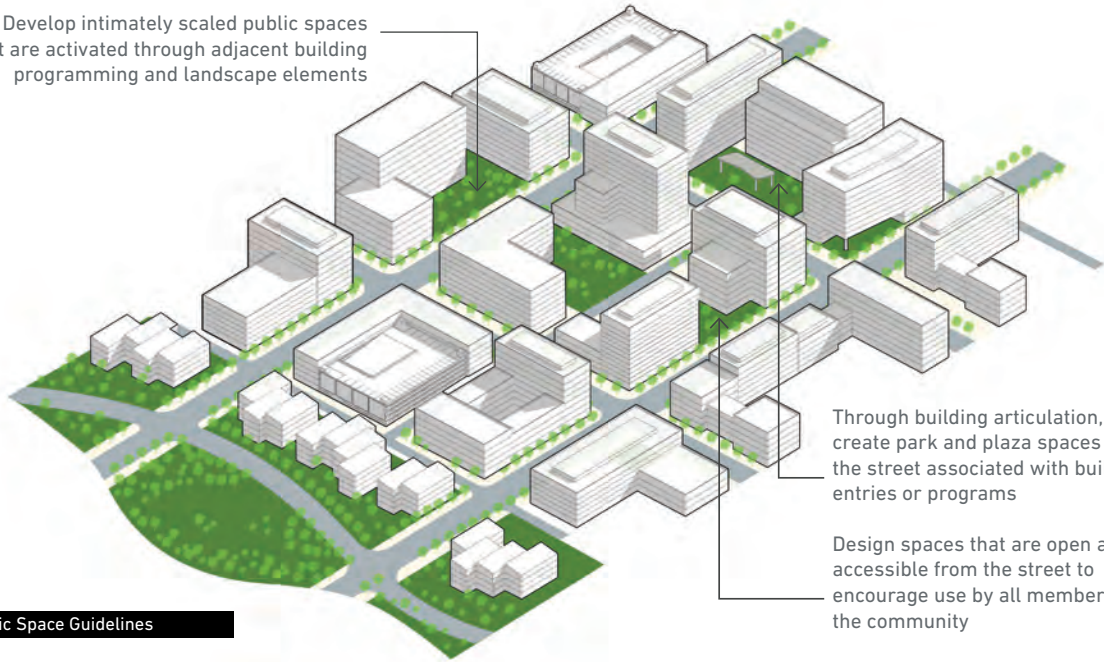 Develop intimately scaled public spaces
t are activated through adjacent building
programming and landscape elements
Through building articulation,
create park and plaza spaces
the street associated with bui
entries or programs
Design spaces that are open a
accessible from the street to
encourage use by all member
the community
ic Space Guidelines